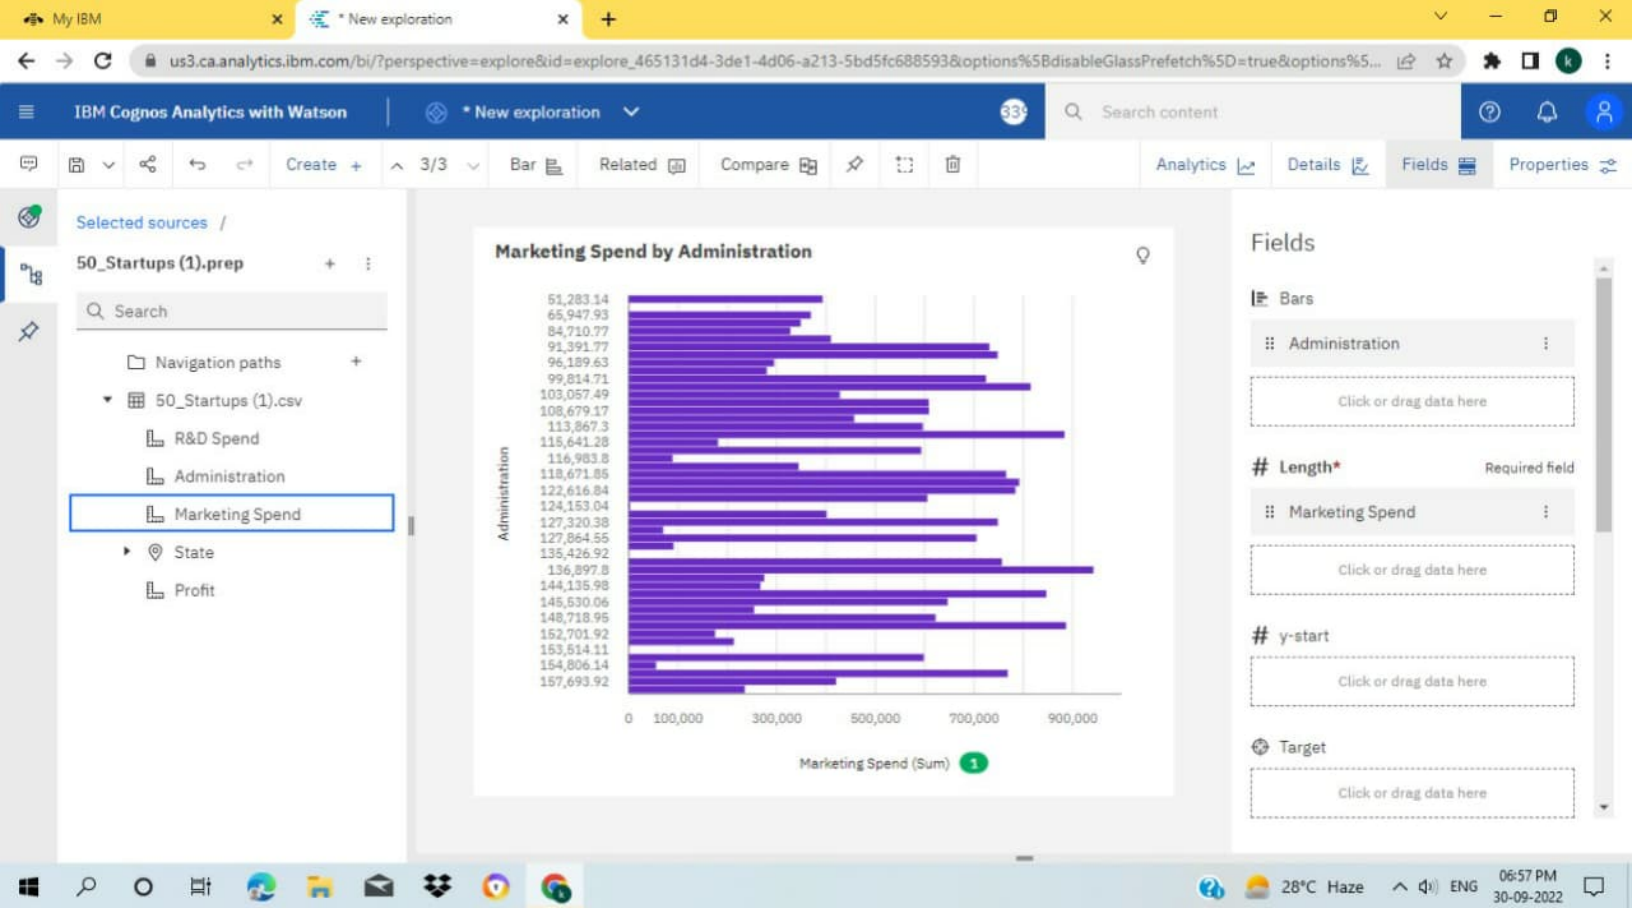 My IBM
* New exploration
us3.ca.analytics.ibm.com/bi/?perspective=explore&id=explore_465131d4-3de1-4d06-a213-5bd5fc688593&options%5BdisableGlassPrefetch%5D=true&options%5...
k
IBM Cognos Analytics with Watson
* New exploration
Search content
Create +
3/3
Bar
Related
Compare
Analytics
Details
Fields
Properties
Selected sources /
50_Startups (1).prep
Search
Navigation paths
50_Startups (1).csv
R&D Spend
Administration
Marketing Spend
State
Profit
Marketing Spend by Administration
Administration
51,283.14
65,947.93
84,710.77
91,391.77
96,189.63
99,814.71
103,057.49
108,679.17
113,867.3
115,641.28
116,983.8
118,671.85
122,616.84
124,153.04
127,320.38
127,864.55
135,426.92
136,897.8
144,135.98
145,530.06
148,718.95
152,701.92
153,514.11
154,806.14
157,693.92
0 100,000 300,000 500,000 700,000 900,000
Marketing Spend (Sum) 1
Fields
Bars
Administration
Click or drag data here
# Length* Required field
Marketing Spend
Click or drag data here
# y-start
Click or drag data here
Target
Click or drag data here
28°C Haze
ENG
06:57 PM
30-09-2022